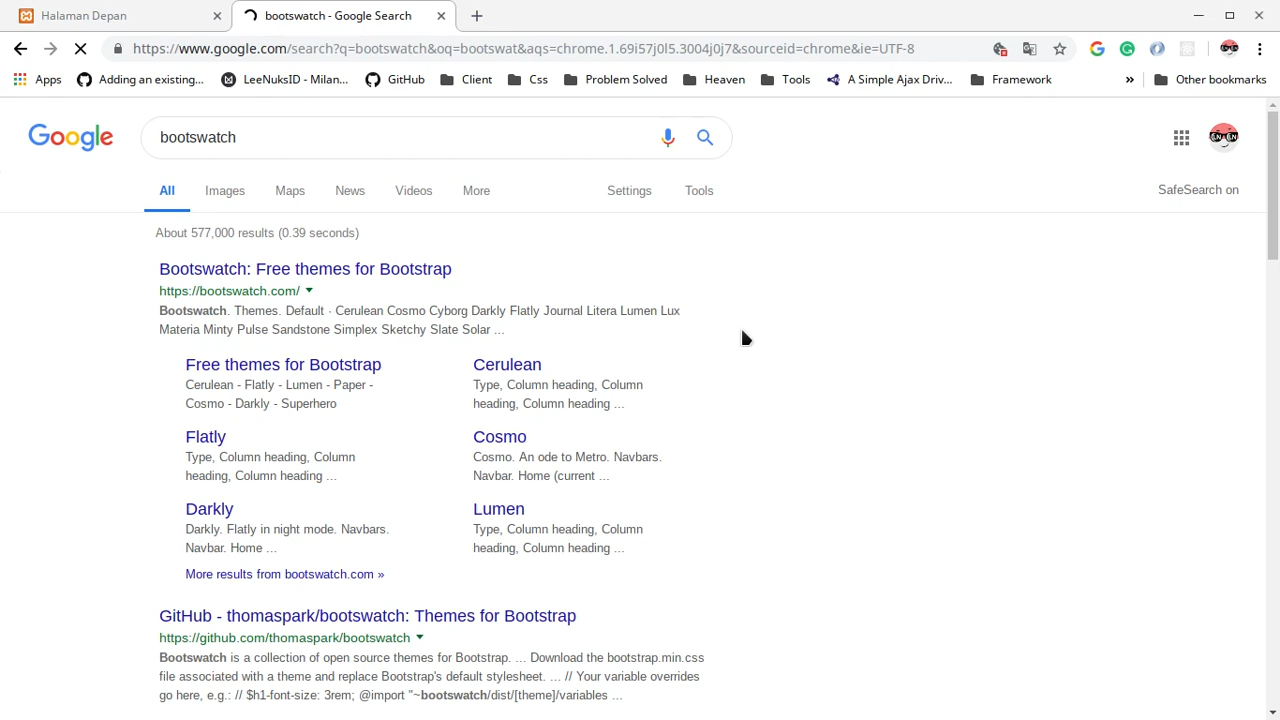 Halaman Depan
bootswatch - Google Search
https://www.google.com/search?q=bootswatch&oq=bootswat&aqs=chrome.1.69i57j0l5.3004j0j7&sourceid=chrome&ie=UTF-8
Apps Adding an existing... LeeNuksID - Milan... GitHub Client Css Problem Solved Heaven Tools A Simple Ajax Driv... Framework » Other bookmarks
Google bootswatch
All Images Maps News Videos More Settings Tools SafeSearch on
About 577,000 results (0.39 seconds)
Bootswatch: Free themes for Bootstrap
https://bootswatch.com/
Bootswatch. Themes. Default · Cerulean Cosmo Cyborg Darkly Flatly Journal Litera Lumen Lux
Materia Minty Pulse Sandstone Simplex Sketchy Slate Solar ...
Free themes for Bootstrap
Cerulean - Flatly - Lumen - Paper -
Cosmo - Darkly - Superhero
Cerulean
Type, Column heading, Column
heading, Column heading ...
Flatly
Type, Column heading, Column
heading, Column heading ...
Cosmo
Cosmo. An ode to Metro. Navbars.
Navbar. Home (current ...
Darkly
Darkly. Flatly in night mode. Navbars.
Navbar. Home ...
Lumen
Type, Column heading, Column
heading, Column heading ...
More results from bootswatch.com »
GitHub - thomaspark/bootswatch: Themes for Bootstrap
https://github.com/thomaspark/bootswatch
Bootswatch is a collection of open source themes for Bootstrap. ... Download the bootstrap.min.css
file associated with a theme and replace Bootstrap's default stylesheet. ... // Your variable overrides
go here, e.g.: // $h1-font-size: 3rem; @import "~bootswatch/dist/[theme]/variables ...